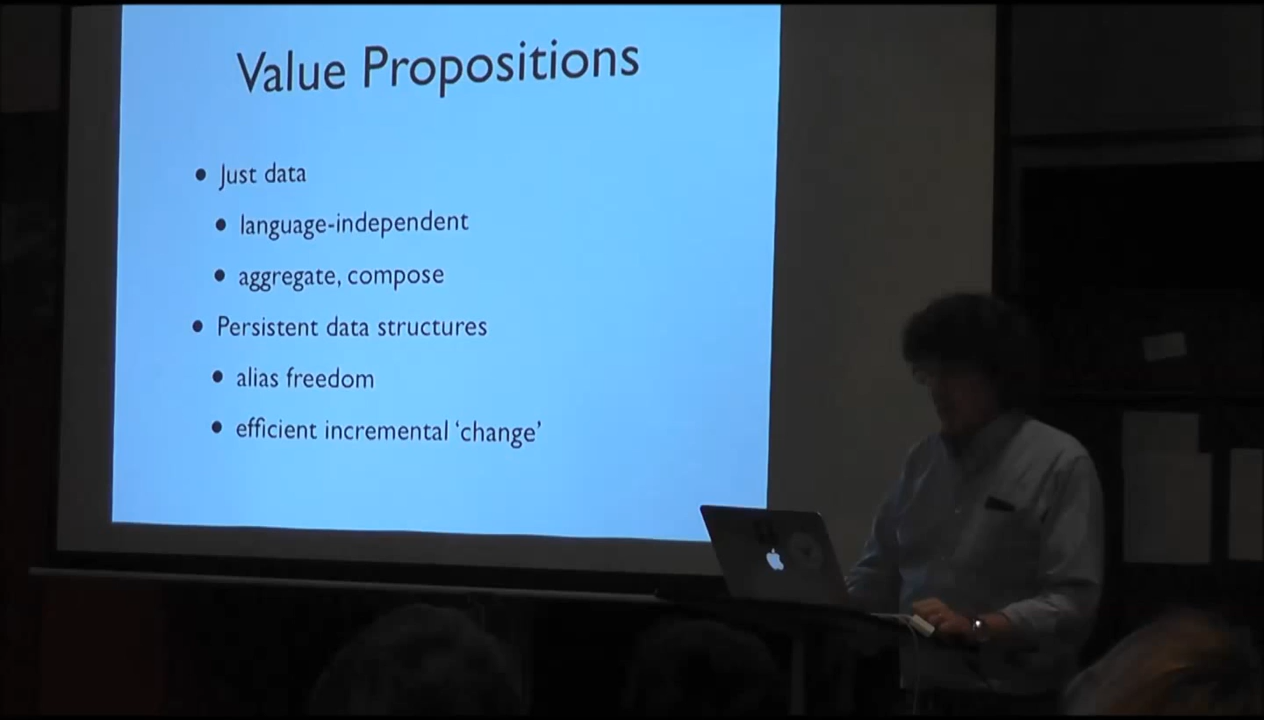 Value Propositions
• Just data
• language-independent
• aggregate, compose
• Persistent data structures
• alias freedom
• efficient incremental ‘change’